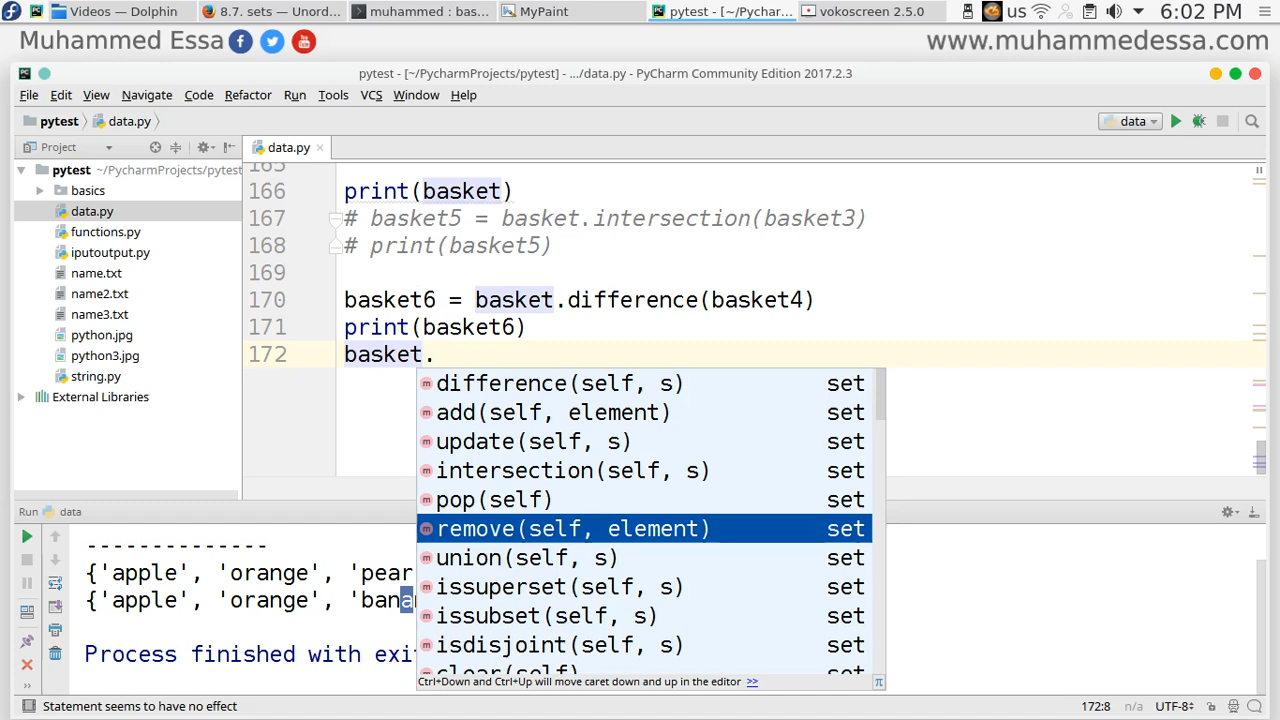 Videos — Dolphin
8.7. sets — Unord...
muhammed : bas...
MyPaint
pytest - [~/Pychar...
vokoscreen 2.5.0
us
6:02 PM
Muhammed Essa
www.muhammedessa.com
pytest - [~/PycharmProjects/pytest] - .../data.py - PyCharm Community Edition 2017.2.3
File Edit View Navigate Code Refactor Run Tools VCS Window Help
pytest data.py
data
Project
data.py
pytest ~/PycharmProjects/pytest
basics
data.py
functions.py
iputoutput.py
name.txt
name2.txt
name3.txt
python.jpg
python3.jpg
string.py
External Libraries
165
166 print(basket)
167 # basket5 = basket.intersection(basket3)
168 # print(basket5)
169
170 basket6 = basket.difference(basket4)
171 print(basket6)
172 basket.
difference(self, s) set
add(self, element) set
update(self, s) set
intersection(self, s) set
pop(self) set
remove(self, element) set
union(self, s) set
issuperset(self, s) set
issubset(self, s) set
isdisjoint(self, s) set
clear(self) set
Ctrl+Down and Ctrl+Up will move caret down and up in the editor >>
π
Run data
--------------
{'apple', 'orange', 'pear
{'apple', 'orange', 'bana
Process finished with exi
Statement seems to have no effect
172:8 n/a UTF-8